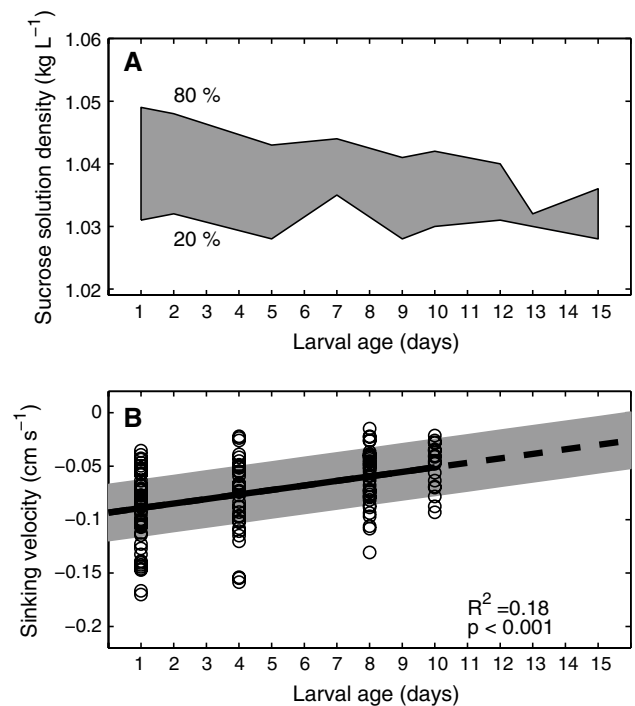 A
80 %
20 %
1.06
1.05
1.04
1.03
1.02
Sucrose solution density (kg L⁻¹)
1 2 3 4 5 6 7 8 9 10 11 12 13 14 15
Larval age (days)
B
0
−0.05
−0.1
−0.15
−0.2
Sinking velocity (cm s⁻¹)
R² =0.18
p < 0.001
1 2 3 4 5 6 7 8 9 10 11 12 13 14 15
Larval age (days)